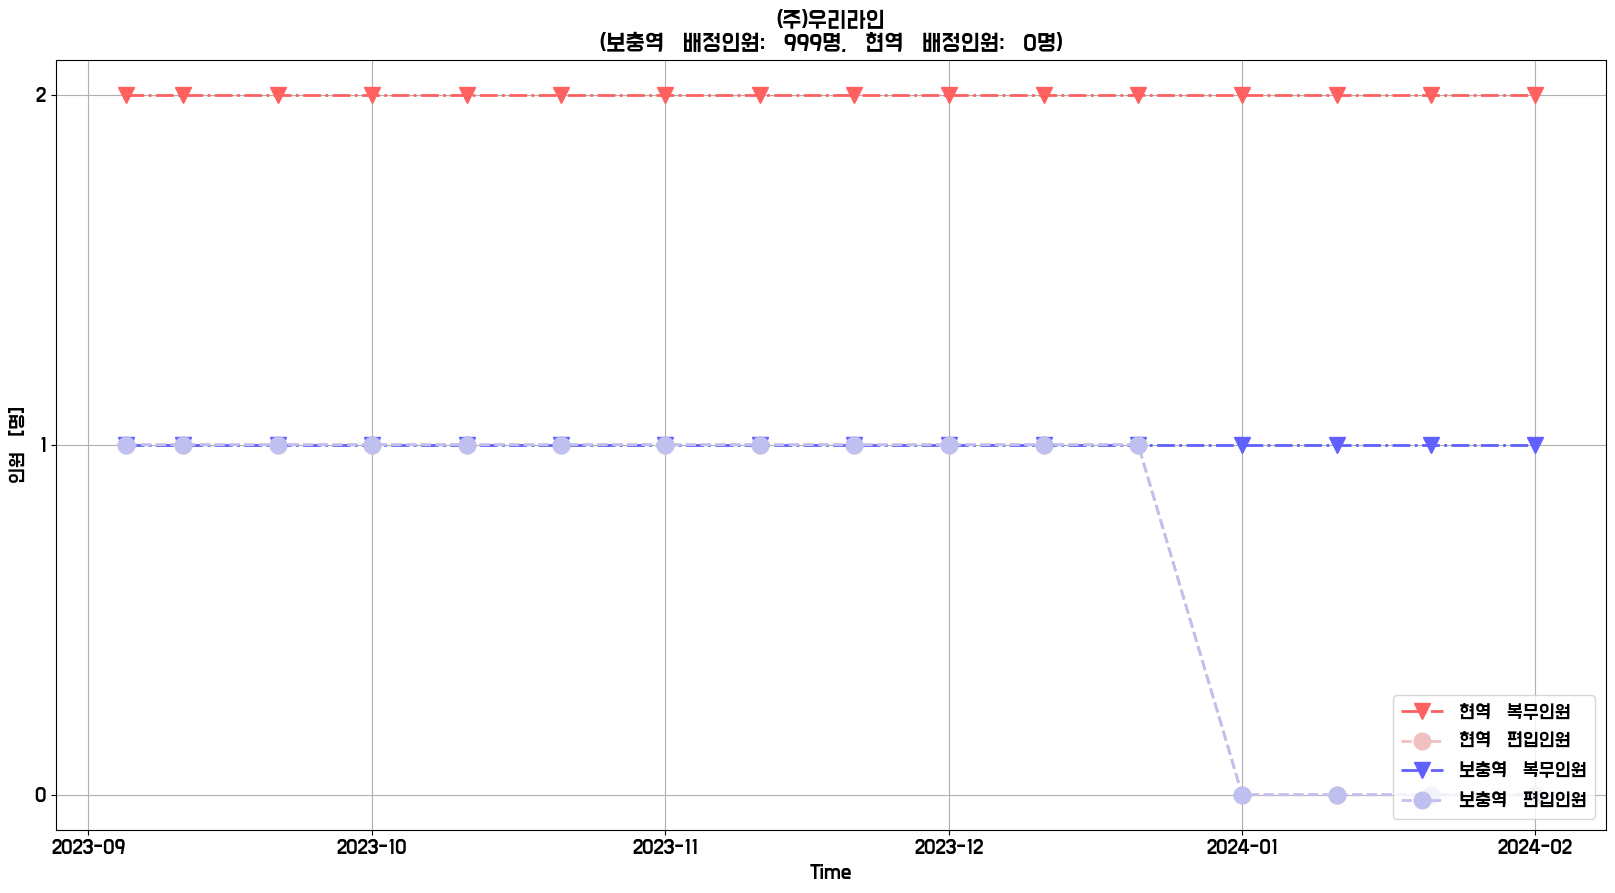 (주)우리라인
(보충역 배정인원: 999명, 현역 배정인원: 0명)
2
1
0
인원 [명]
2023-09 2023-10 2023-11 2023-12 2024-01 2024-02
Time
현역 복무인원
현역 편입인원
보충역 복무인원
보충역 편입인원